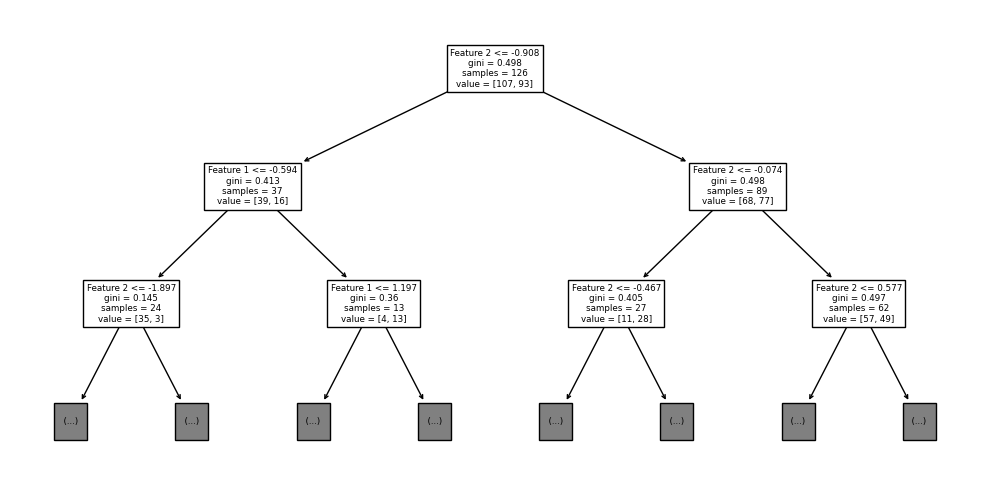 Feature 2 <= -0.908
gini = 0.498
samples = 126
value = [107, 93]
Feature 1 <= -0.594
gini = 0.413
samples = 37
value = [39, 16]
Feature 2 <= -0.074
gini = 0.498
samples = 89
value = [68, 77]
Feature 2 <= -1.897
gini = 0.145
samples = 24
value = [35, 3]
Feature 1 <= 1.197
gini = 0.36
samples = 13
value = [4, 13]
Feature 2 <= -0.467
gini = 0.405
samples = 27
value = [11, 28]
Feature 2 <= 0.577
gini = 0.497
samples = 62
value = [57, 49]
(...)
(...)
(...)
(...)
(...)
(...)
(...)
(...)